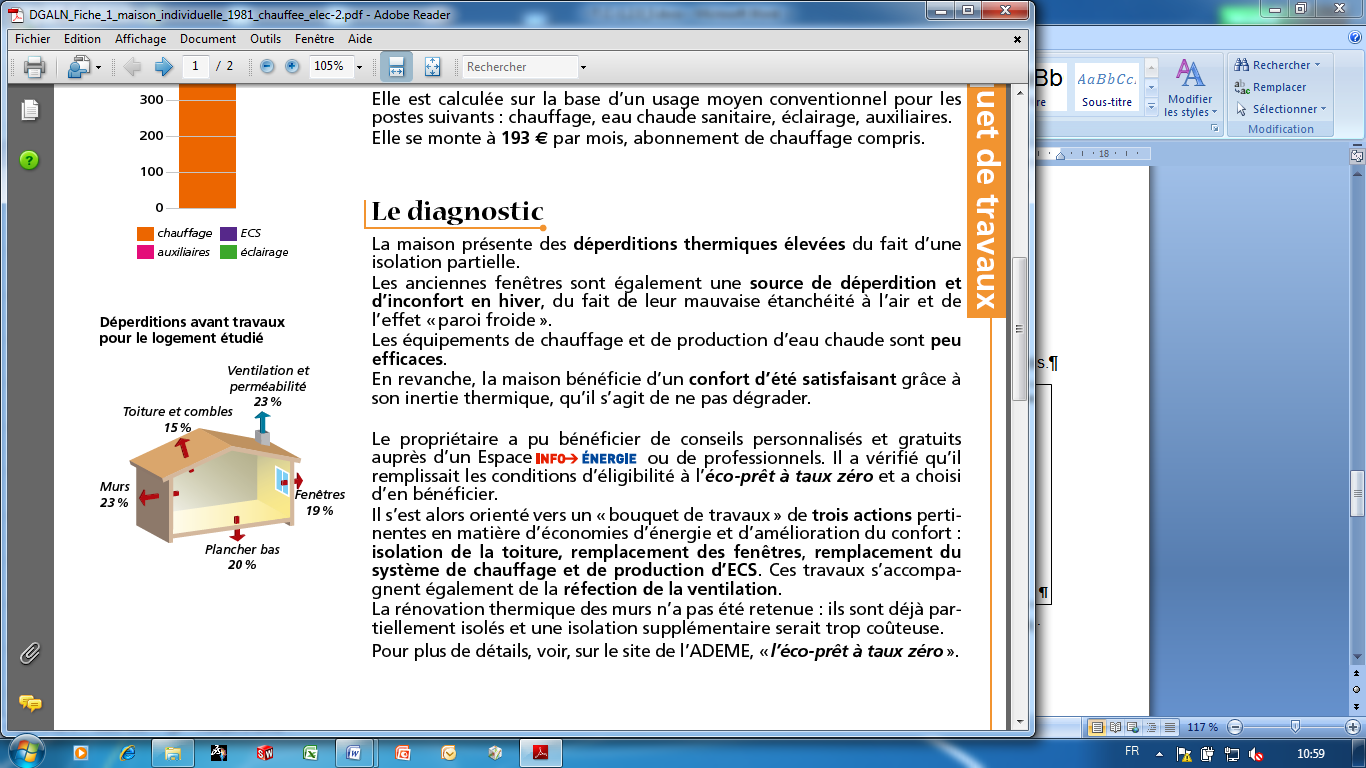 DGALN_Fiche_1_maison_individuelle_1981_chauffee_elec-2.pdf - Adobe Reader
Fichier Edition Affichage Document Outils Fenêtre Aide
1 / 2 105% Rechercher
300
200
100
0
chauffage ECS
auxiliaires éclairage
Déperditions avant travaux
pour le logement étudié
Ventilation et
perméabilité
23 %
Toiture et combles
15 %
Murs
23 %
Fenêtres
19 %
Plancher bas
20 %
Elle est calculée sur la base d'un usage moyen conventionnel pour les
postes suivants : chauffage, eau chaude sanitaire, éclairage, auxiliaires.
Elle se monte à 193 € par mois, abonnement de chauffage compris.
Le diagnostic
La maison présente des déperditions thermiques élevées du fait d'une
isolation partielle.
Les anciennes fenêtres sont également une source de déperdition et
d'inconfort en hiver, du fait de leur mauvaise étanchéité à l'air et de
l'effet « paroi froide ».
Les équipements de chauffage et de production d'eau chaude sont peu
efficaces.
En revanche, la maison bénéficie d'un confort d'été satisfaisant grâce à
son inertie thermique, qu'il s'agit de ne pas dégrader.
Le propriétaire a pu bénéficier de conseils personnalisés et gratuits
auprès d'un Espace INFO→ ÉNERGIE ou de professionnels. Il a vérifié qu'il
remplissait les conditions d'éligibilité à l'éco-prêt à taux zéro et a choisi
d'en bénéficier.
Il s'est alors orienté vers un « bouquet de travaux » de trois actions perti-
nentes en matière d'économies d'énergie et d'amélioration du confort :
isolation de la toiture, remplacement des fenêtres, remplacement du
système de chauffage et de production d'ECS. Ces travaux s'accompa-
gnent également de la réfection de la ventilation.
La rénovation thermique des murs n'a pas été retenue : ils sont déjà par-
tiellement isolés et une isolation supplémentaire serait trop coûteuse.
Pour plus de détails, voir, sur le site de l'ADEME, « l'éco-prêt à taux zéro ».
uet de travaux
Bb AaBbCc.
re Sous-titre
Modifier
les styles
Rechercher
Remplacer
Sélectionner
Modification
18
s.¶
¶
117 %
FR 10:59